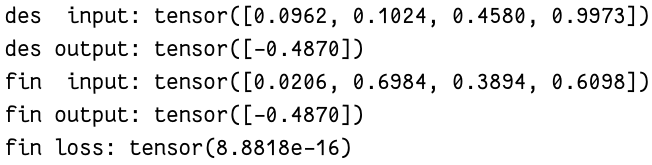 des  input: tensor([0.0962, 0.1024, 0.4580, 0.9973])
des output: tensor([-0.4870])
fin  input: tensor([0.0206, 0.6984, 0.3894, 0.6098])
fin output: tensor([-0.4870])
fin loss: tensor(8.8818e-16)